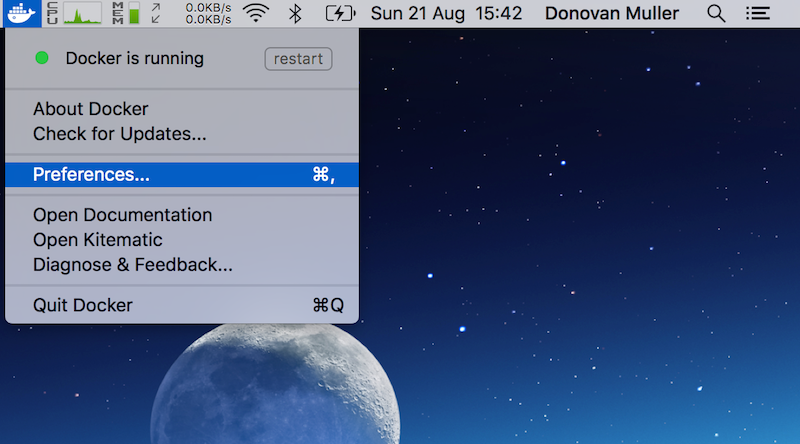 CPU MEM 0.0KB/s Sun 21 Aug 15:42 Donovan Muller
0.0KB/s
Docker is running restart
About Docker
Check for Updates...
Preferences... ⌘,
Open Documentation
Open Kitematic
Diagnose & Feedback...
Quit Docker ⌘Q